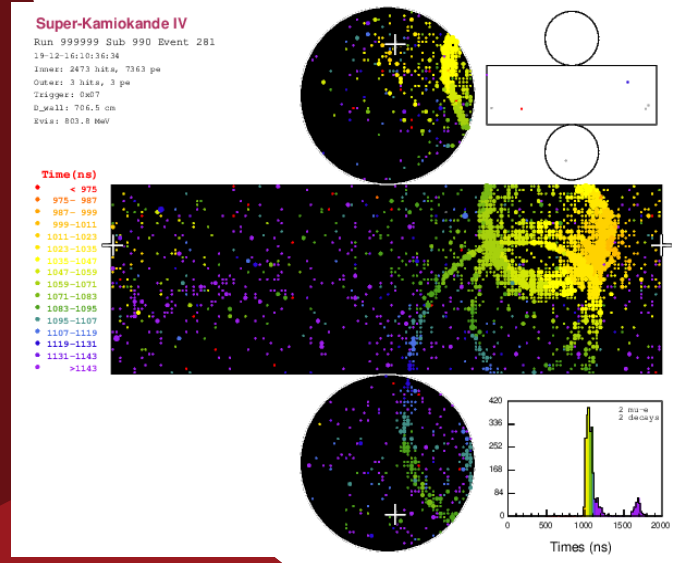 Super-Kamiokande IV
Run 999999 Sub 990 Event 281
19-12-16:10:36:34
Inner: 2473 hits, 7363 pe
Outer: 3 hits, 3 pe
Trigger: 0x07
D_wall: 706.5 cm
Evis: 803.8 MeV
Time(ns)
< 975
975- 987
987- 999
999-1011
1011-1023
1023-1035
1035-1047
1047-1059
1059-1071
1071-1083
1083-1095
1095-1107
1107-1119
1119-1131
1131-1143
>1143
420
336
252
168
84
0
2 mu-e
2 decays
0 500 1000 1500 2000
Times (ns)